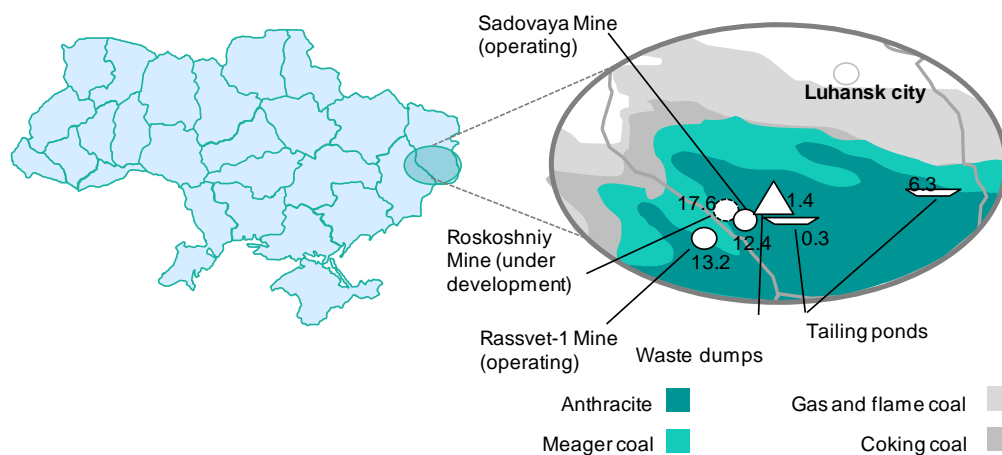 Sadovaya Mine
(operating)
Luhansk city
6.3
17.6
1.4
12.4
0.3
13.2
Roskoshniy
Mine (under
development)
Rassvet-1 Mine
(operating)
Waste dumps
Tailing ponds
Anthracite
Gas and flame coal
Meager coal
Coking coal